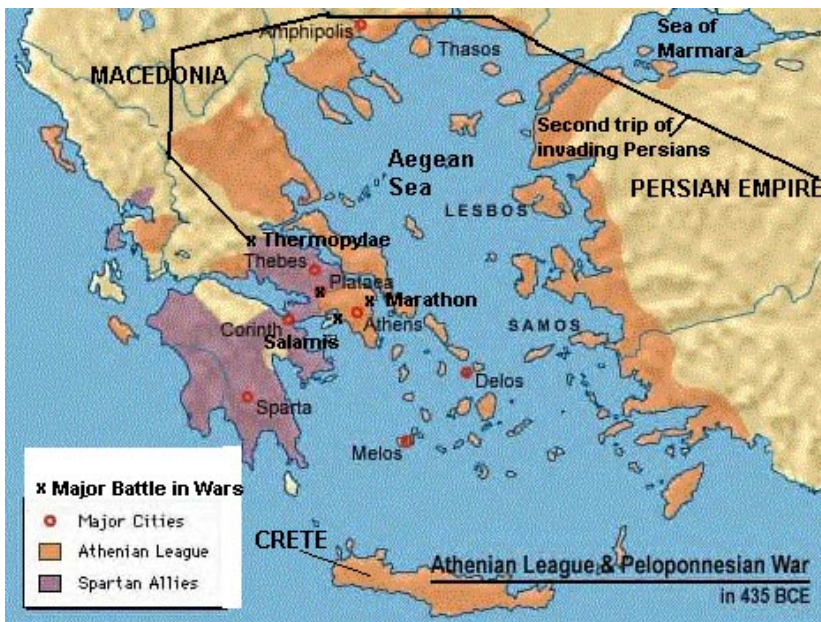 Amphipolis
Thasos
Sea of
Marmara
MACEDONIA
Second trip of
invading Persians
Aegean
Sea
PERSIAN EMPIRE
LESBOS
Thermopylae
Thebes
Plataea
Marathon
Corinth
Athens
SAMOS
Salamis
Delos
Sparta
Melos
x Major Battle in Wars
Major Cities
Athenian League
Spartan Allies
CRETE
Athenian League & Peloponnesian War
in 435 BCE